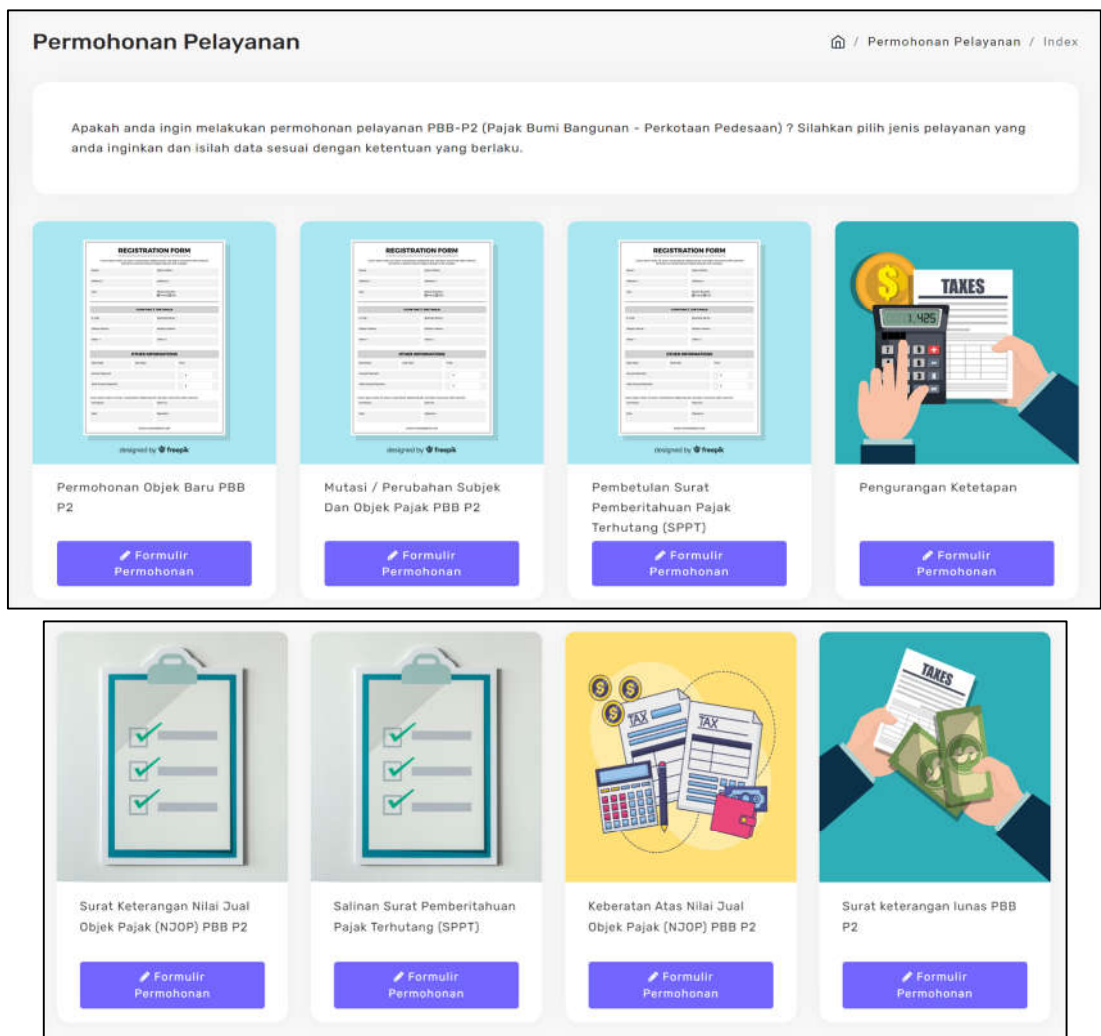 Permohonan Pelayanan
/ Permohonan Pelayanan / Index
Apakah anda ingin melakukan permohonan pelayanan PBB-P2 (Pajak Bumi Bangunan - Perkotaan Pedesaan) ? Silahkan pilih jenis pelayanan yang
anda inginkan dan isilah data sesuai dengan ketentuan yang berlaku.
REGISTRATION FORM
OTHER INFORMATIONS
designed by freepik
REGISTRATION FORM
OTHER INFORMATIONS
designed by freepik
REGISTRATION FORM
OTHER INFORMATIONS
designed by freepik
TAXES
1,425
Permohonan Objek Baru PBB
P2
Formulir
Permohonan
Mutasi / Perubahan Subjek
Dan Objek Pajak PBB P2
Formulir
Permohonan
Pembetulan Surat
Pemberitahuan Pajak
Terhutang (SPPT)
Formulir
Permohonan
Pengurangan Ketetapan
Formulir
Permohonan
TAX
TAX
TAXES
Surat Keterangan Nilai Jual
Objek Pajak (NJOP) PBB P2
Formulir
Permohonan
Salinan Surat Pemberitahuan
Pajak Terhutang (SPPT)
Formulir
Permohonan
Keberatan Atas Nilai Jual
Objek Pajak (NJOP) PBB P2
Formulir
Permohonan
Surat keterangan lunas PBB
P2
Formulir
Permohonan